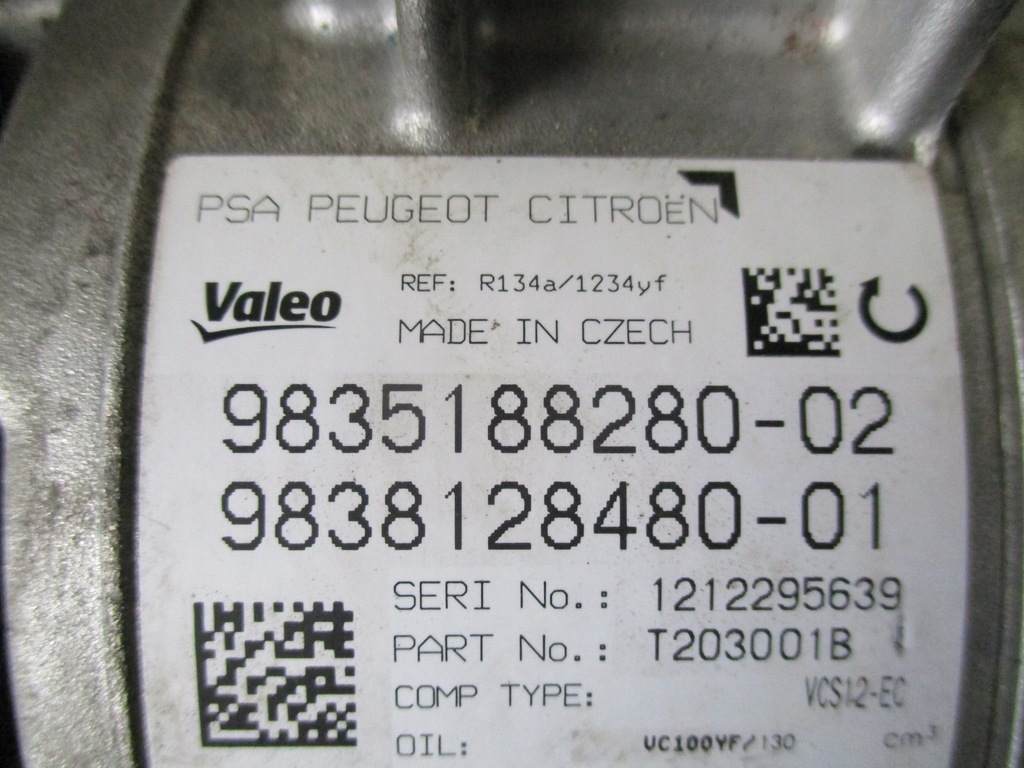 PSA PEUGEOT CITROËN
Valeo REF: R134a/1234yf
MADE IN CZECH
9835188280-02
9838128480-01
SERI No.: 1212295639
PART No.: T203001B
COMP TYPE: VCS12-EC
OIL: VC100YF/130 cm³